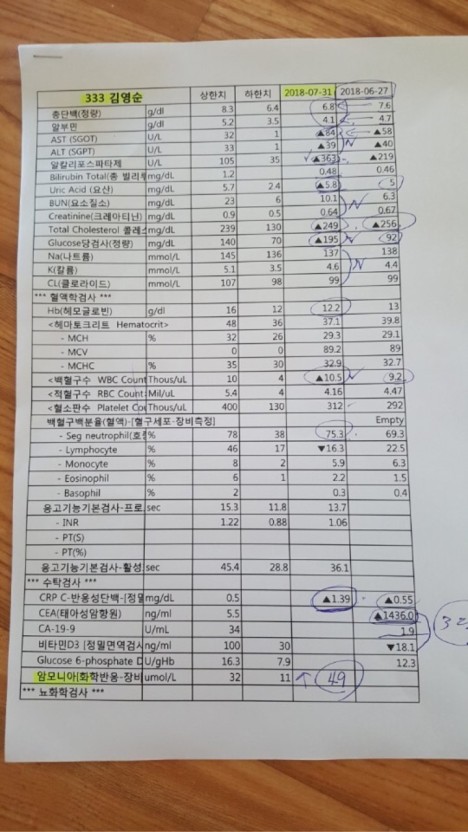 333 김영순 상한치 하한치 2018-07-31 2018-06-27
총단백(정량) g/dl 8.3 6.4 6.8 7.6
알부민 g/dl 5.2 3.5 4.1 4.7
AST (SGOT) U/L 32 1 ▲84 ▲58
ALT (SGPT) U/L 33 1 ▲39 ▲40
알칼리포스파타제 U/L 105 35 ▲363 ▲219
Bilirubin Total(총 빌리 mg/dL 1.2 0.48 0.46
Uric Acid (요산) mg/dL 5.7 2.4 ▲5.8 5
BUN(요소질소) mg/dL 23 6 10.1 6.3
Creatinine(크레아티닌) mg/dL 0.9 0.5 0.64 0.67
Total Cholesterol 콜레스 mg/dL 239 130 ▲249 ▲256
Glucose당검사(정량) mg/dL 140 70 ▲195 92
Na(나트륨) mmol/L 145 136 137 138
K(칼륨) mmol/L 5.1 3.5 4.6 4.4
CL(클로라이드) mmol/L 107 98 99 99
*** 혈액학검사 ***
Hb(헤모글로빈) g/dl 16 12 12.2 13
<헤마토크리트 Hematocrit> 48 36 37.1 39.8
- MCH % 32 26 29.3 29.1
- MCV 0 0 89.2 89
- MCHC % 35 30 32.9 32.7
<백혈구수 WBC Count Thous/uL 10 4 ▲10.5 9.2
<적혈구수 RBC Count Mil/uL 5.4 4 4.16 4.47
<혈소판수 Platelet Cou Thous/uL 400 130 312 292
백혈구백분율(혈액)-[혈구세포-장비측정] Empty
- Seg neutrophil(호중 % 78 38 75.3 69.3
- Lymphocyte % 46 17 ▼16.3 22.5
- Monocyte % 8 2 5.9 6.3
- Eosinophil % 6 1 2.2 1.5
- Basophil % 2 0.3 0.4
응고기능기본검사-프로 sec 15.3 11.8 13.7
- INR 1.22 0.88 1.06
- PT(S)
- PT(%)
응고기능기본검사-활성 sec 45.4 28.8 36.1
*** 수탁검사 ***
CRP C-반응성단백-[정밀 mg/dL 0.5 ▲1.39 ▲0.55
CEA(태아성암항원) ng/ml 5.5 ▲1436.0
CA-19-9 U/mL 34 1.9
비타민D3 [정밀면역검사 ng/ml 100 30 ▼18.1
Glucose 6-phosphate D U/gHb 16.3 7.9 12.3
암모니아[화학반응-장비 umol/L 32 11 ↑ 49
*** 뇨화학검사 ***